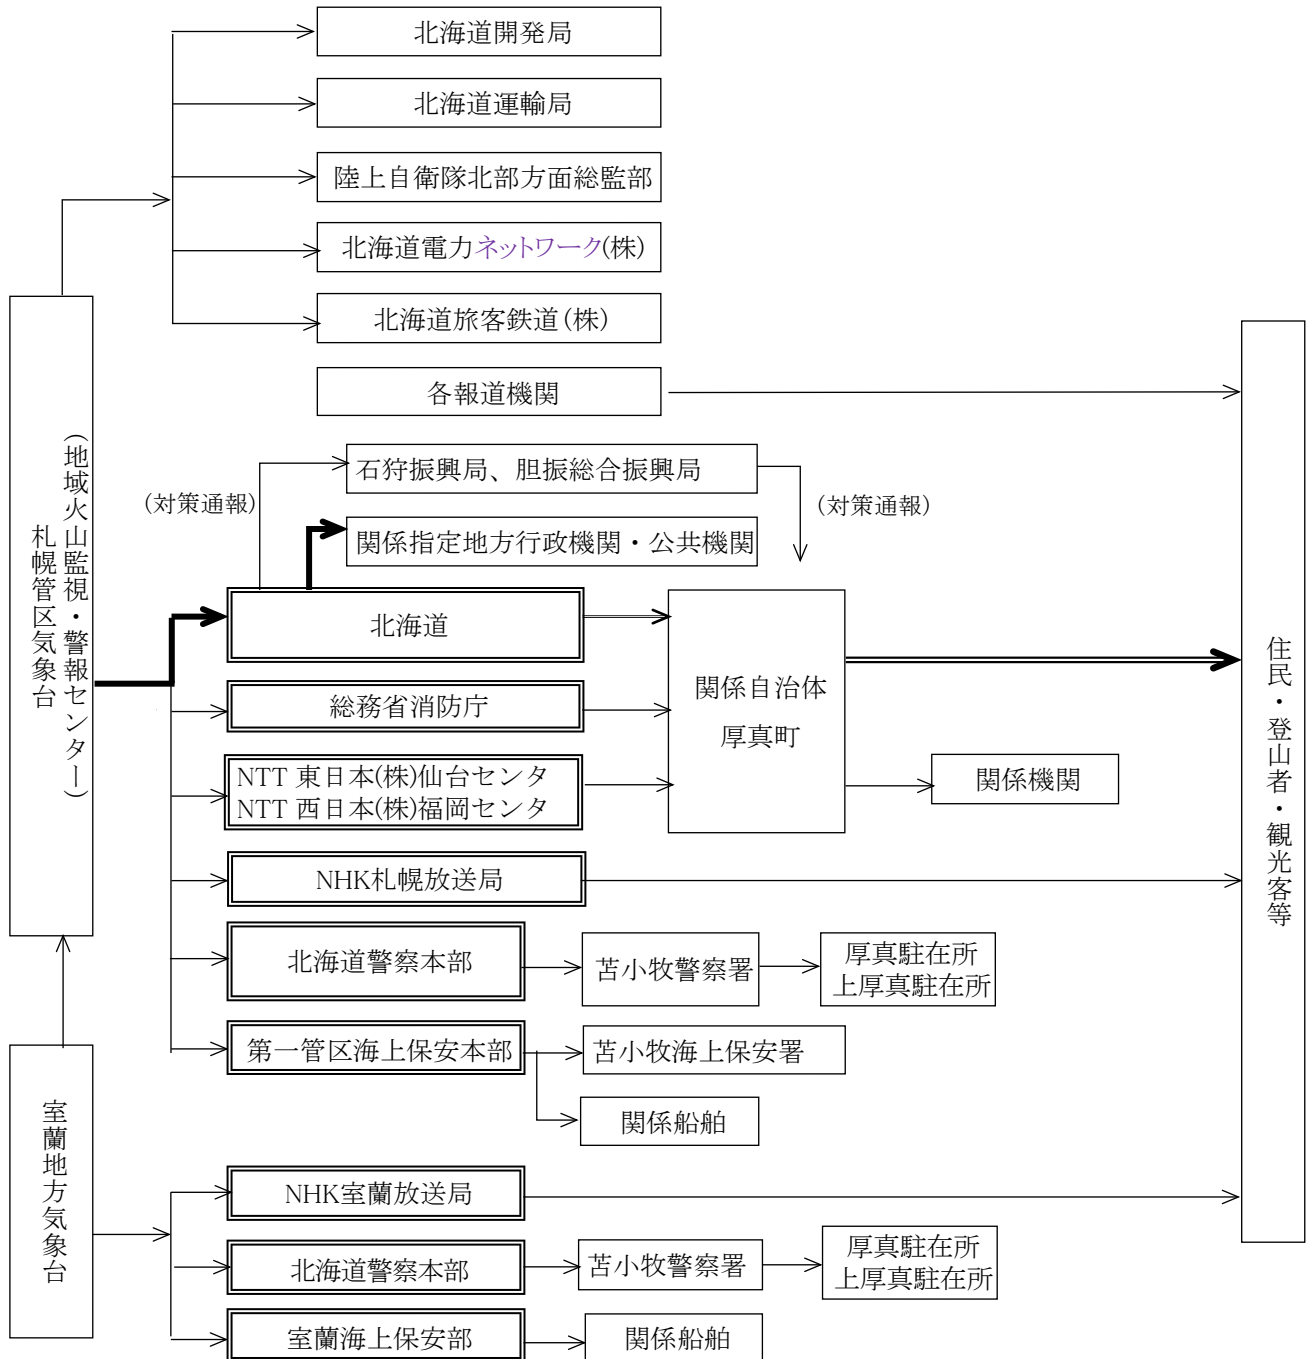 北海道開発局
北海道運輸局
陸上自衛隊北部方面総監部
北海道電力ネットワーク(株)
北海道旅客鉄道(株)
各報道機関
(地域火山監視・警報センター)
札幌管区気象台
(対策通報)
石狩振興局、胆振総合振興局
(対策通報)
関係指定地方行政機関・公共機関
北海道
総務省消防庁
NTT 東日本(株)仙台センタ
NTT 西日本(株)福岡センタ
関係自治体
厚真町
関係機関
住民・登山者・観光客等
NHK札幌放送局
北海道警察本部
苫小牧警察署
厚真駐在所
上厚真駐在所
第一管区海上保安本部
苫小牧海上保安署
関係船舶
室蘭地方気象台
NHK室蘭放送局
北海道警察本部
苫小牧警察署
厚真駐在所
上厚真駐在所
室蘭海上保安部
関係船舶